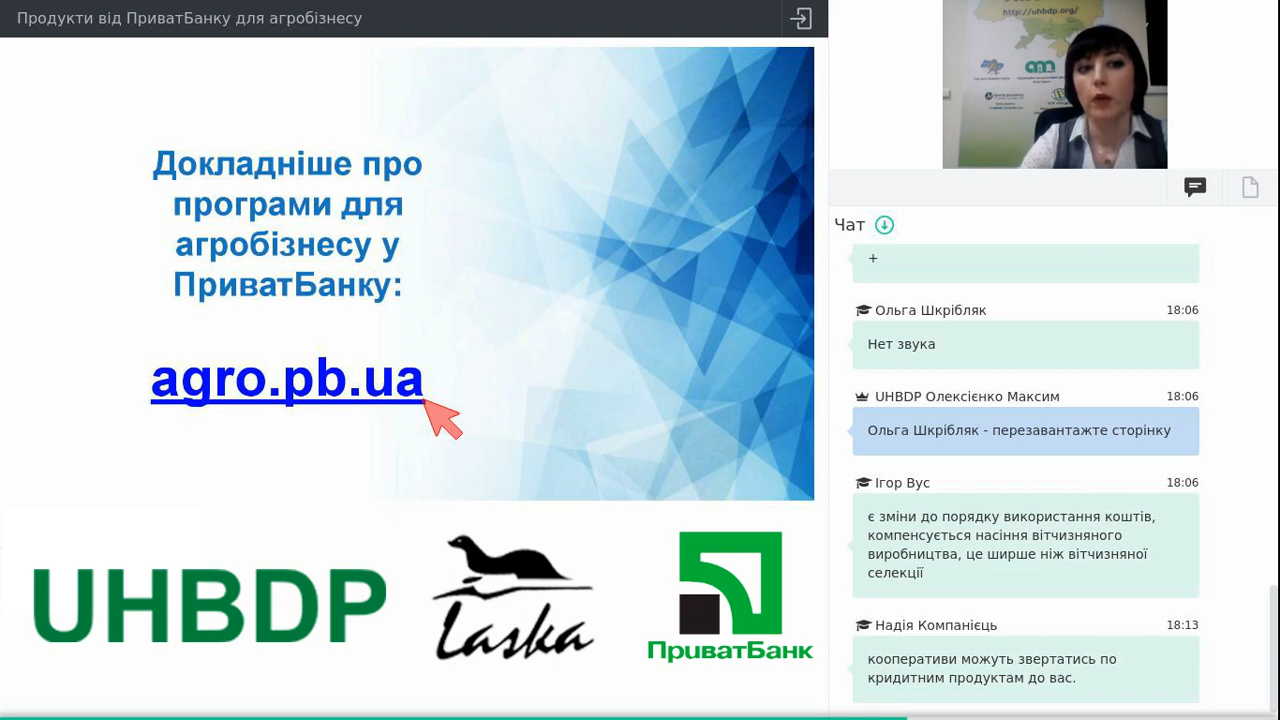 Продукти від ПриватБанку для агробізнесу
Докладніше про
програми для
агробізнесу у
ПриватБанку:
agro.pb.ua
UHBDP
Laska
ПриватБанк
http://uhbdp.org/
Чат
+
Ольга Шкрібляк 18:06
Нет звука
UHBDP Олексієнко Максим 18:06
Ольга Шкрібляк - перезавантажте сторінку
Ігор Вус 18:06
є зміни до порядку використання коштів,
компенсується насіння вітчизняного
виробництва, це ширше ніж вітчизняної
селекції
Надія Компанієць 18:13
кооперативи можуть звертатись по
кридитним продуктам до вас.